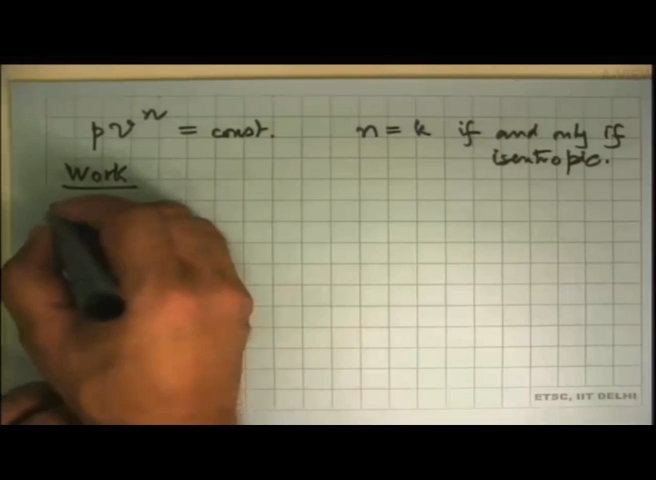 pv^n = const. n = k if and only if
isentropic.
Work
ETSC, IIT DELHI